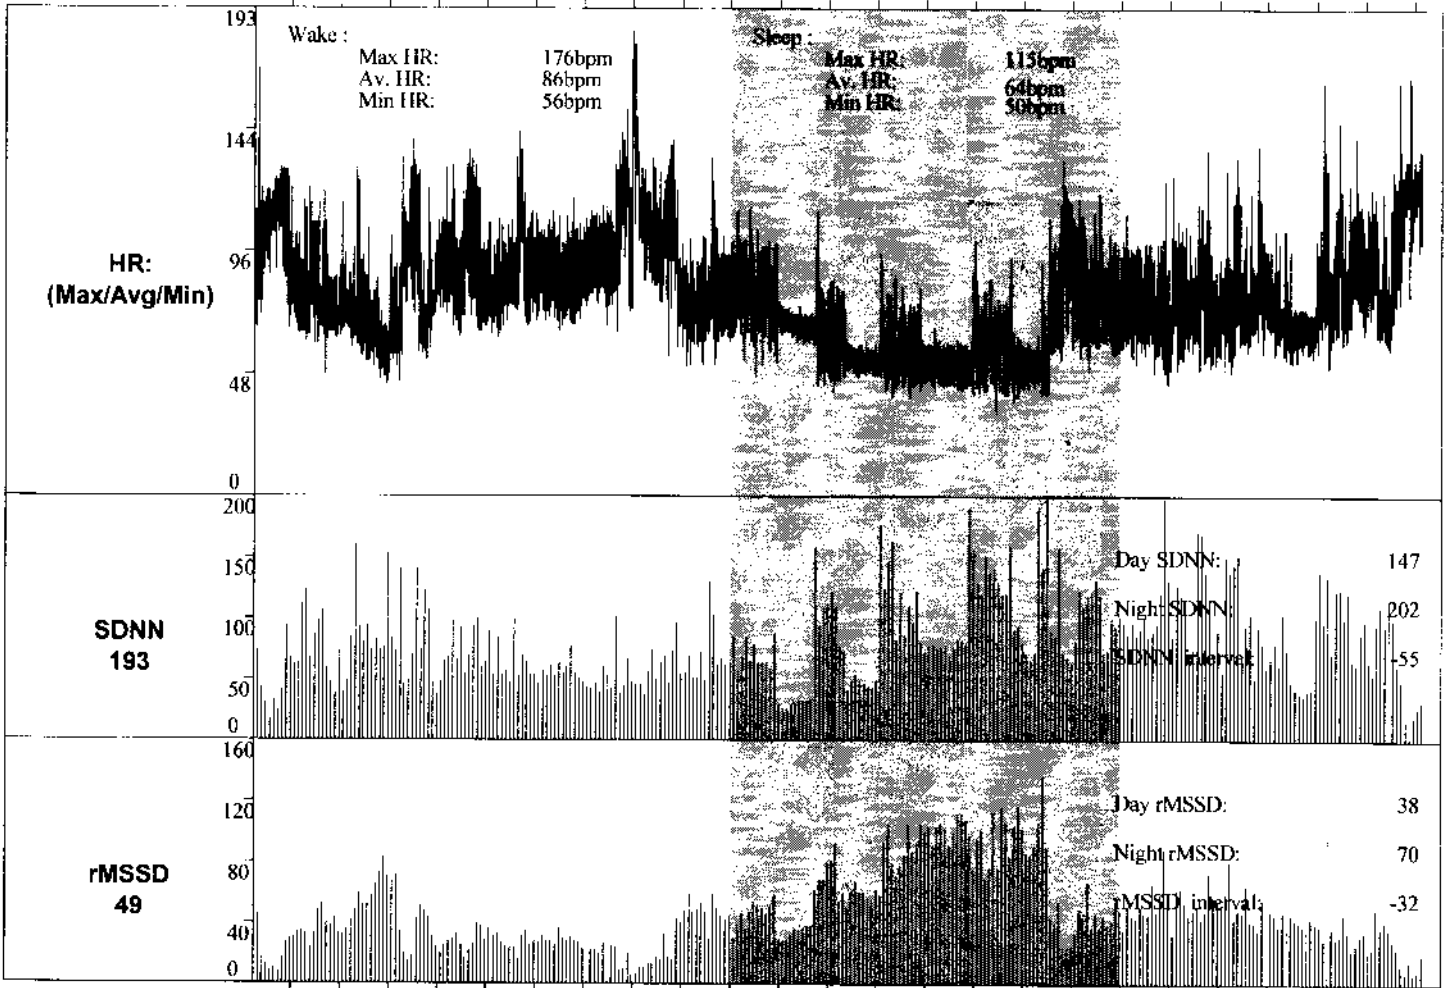 193
Wake :
Max HR: 176bpm
Av. HR: 86bpm
Min HR: 56bpm
Sleep :
Max HR: 115bpm
Av. HR: 64bpm
Min HR: 50bpm
144
96
HR:
(Max/Avg/Min)
48
0
200
150
Day SDNN: 147
100
Night SDNN: 202
SDNN
193
SDNN interval: -55
50
0
160
120
Day rMSSD: 38
80
Night rMSSD: 70
rMSSD
49
rMSSD interval: -32
40
0